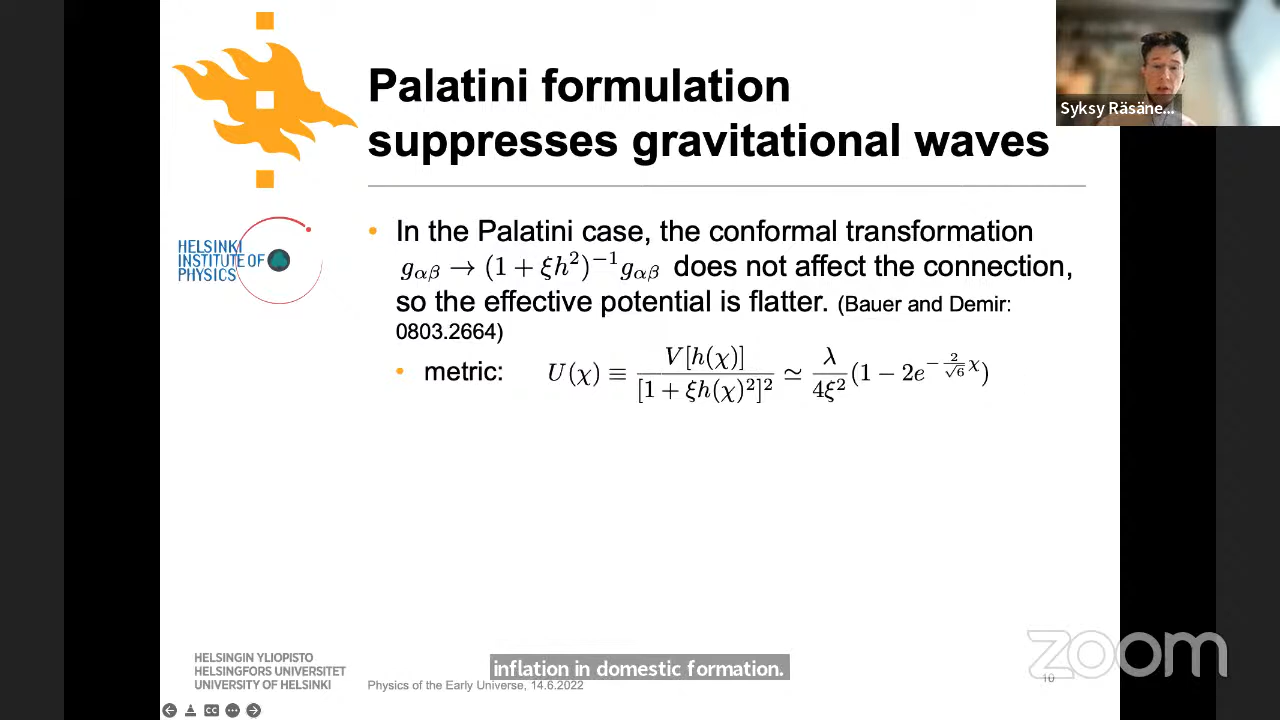 Palatini formulation
suppresses gravitational waves
Syksy Räsäne...
HELSINKI
INSTITUTE OF
PHYSICS
• In the Palatini case, the conformal transformation
g_{αβ} → (1 + ξh²)⁻¹g_{αβ} does not affect the connection,
so the effective potential is flatter. (Bauer and Demir:
0803.2664)
• metric: U(χ) ≡ V[h(χ)] / [1 + ξh(χ)²]² ≃ λ/4ξ² (1 − 2e^{−2/√6 χ})
inflation in domestic formation.
HELSINGIN YLIOPISTO
HELSINGFORS UNIVERSITET
UNIVERSITY OF HELSINKI
Physics of the Early Universe, 14.6.2022
10
zoom
CC